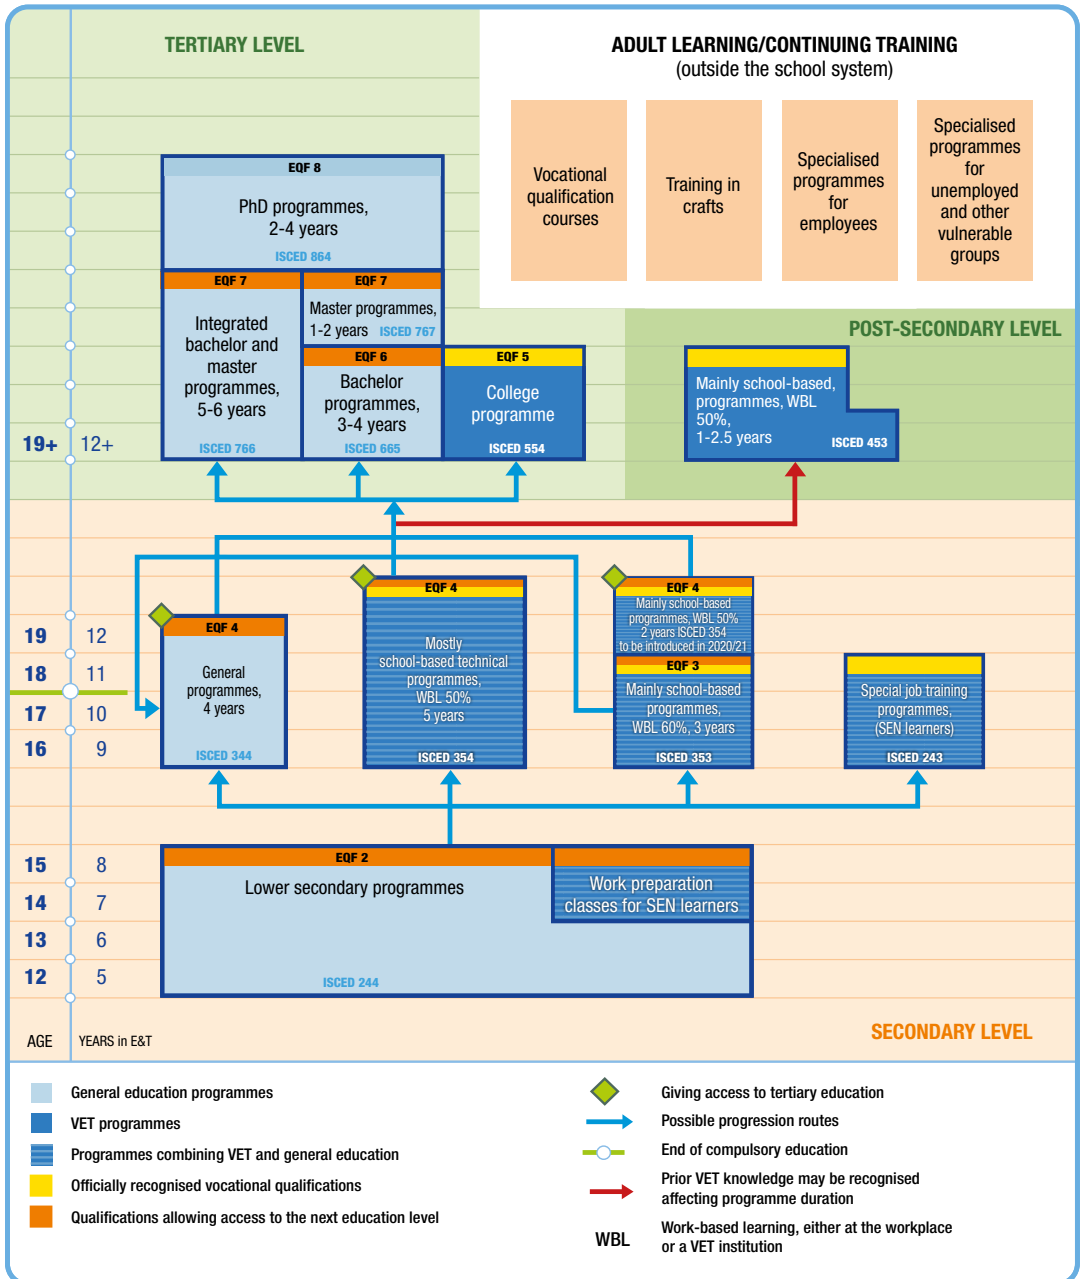 TERTIARY LEVEL
ADULT LEARNING/CONTINUING TRAINING
(outside the school system)
Vocational
qualification
courses
Training in
crafts
Specialised
programmes
for
employees
Specialised
programmes
for
unemployed
and other
vulnerable
groups
EQF 8
PhD programmes,
2-4 years
ISCED 864
EQF 7
Integrated
bachelor and
master
programmes,
5-6 years
ISCED 766
EQF 7
Master programmes,
1-2 years ISCED 767
EQF 6
Bachelor
programmes,
3-4 years
ISCED 665
EQF 5
College
programme
ISCED 554
POST-SECONDARY LEVEL
Mainly school-based,
programmes, WBL
50%,
1-2.5 years
ISCED 453
19+ 12+
EQF 4
General
programmes,
4 years
ISCED 344
EQF 4
Mostly
school-based technical
programmes,
WBL 50%
5 years
ISCED 354
EQF 4
Mainly school-based
programmes, WBL 50%
2 years ISCED 354
to be introduced in 2020/21
EQF 3
Mainly school-based
programmes,
WBL 60%, 3 years
ISCED 353
Special job training
programmes,
(SEN learners)
ISCED 243
19 12
18 11
17 10
16 9
EQF 2
Lower secondary programmes
ISCED 244
Work preparation
classes for SEN learners
15 8
14 7
13 6
12 5
AGE YEARS in E&T
SECONDARY LEVEL
General education programmes
VET programmes
Programmes combining VET and general education
Officially recognised vocational qualifications
Qualifications allowing access to the next education level
Giving access to tertiary education
Possible progression routes
End of compulsory education
Prior VET knowledge may be recognised
affecting programme duration
WBL
Work-based learning, either at the workplace
or a VET institution